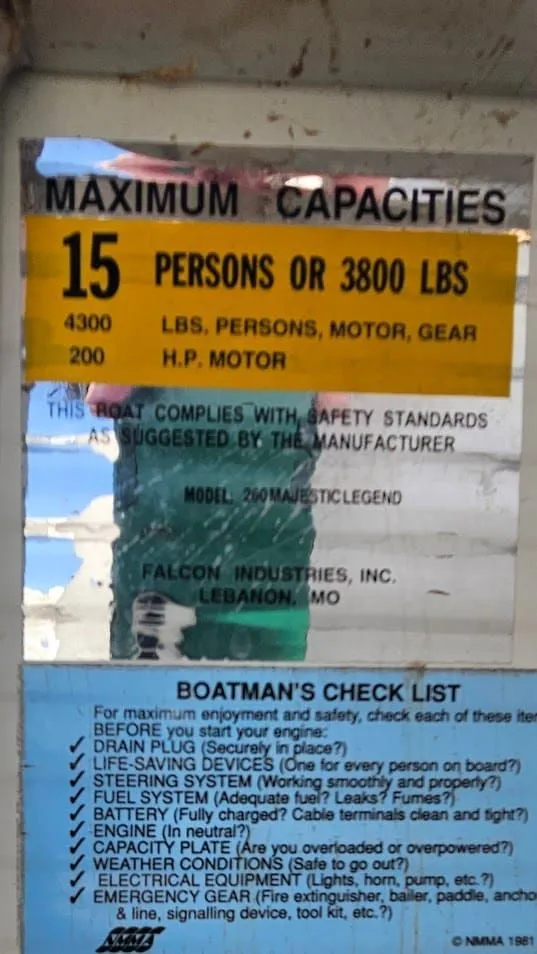 MAXIMUM CAPACITIES
15 PERSONS OR 3800 LBS
4300 LBS. PERSONS, MOTOR, GEAR
200 H.P. MOTOR
THIS BOAT COMPLIES WITH SAFETY STANDARDS
AS SUGGESTED BY THE MANUFACTURER
MODEL: 260 MAJESTIC LEGEND
FALCON INDUSTRIES, INC.
LEBANON, MO
BOATMAN'S CHECK LIST
For maximum enjoyment and safety, check each of these iter
BEFORE you start your engine:
✓ DRAIN PLUG (Securely in place?)
✓ LIFE-SAVING DEVICES (One for every person on board?)
✓ STEERING SYSTEM (Working smoothly and properly?)
✓ FUEL SYSTEM (Adequate fuel? Leaks? Fumes?)
✓ BATTERY (Fully charged? Cable terminals clean and tight?)
✓ ENGINE (In neutral?)
✓ CAPACITY PLATE (Are you overloaded or overpowered?)
✓ WEATHER CONDITIONS (Safe to go out?)
✓ ELECTRICAL EQUIPMENT (Lights, horn, pump, etc.?)
✓ EMERGENCY GEAR (Fire extinguisher, bailer, paddle, ancho
& line, signalling device, tool kit, etc.?)
NMMA
© NMMA 1981